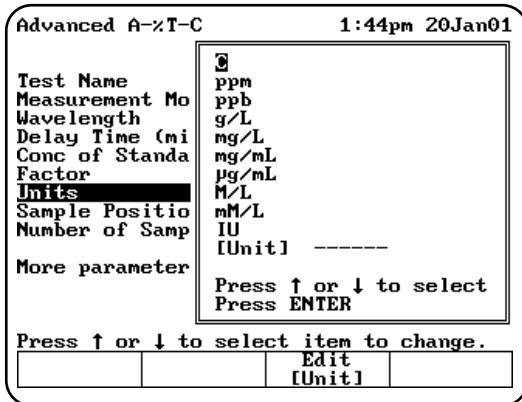 Advanced A-%T-C 1:44pm 20Jan01
Test Name
Measurement Mo
Wavelength
Delay Time (mi
Conc of Standa
Factor
Units
Sample Positio
Number of Samp
More parameter
C
ppm
ppb
g/L
mg/L
mg/mL
µg/mL
M/L
mM/L
IU
[Unit] ------
Press ↑ or ↓ to select
Press ENTER
Press ↑ or ↓ to select item to change.
Edit
[Unit]